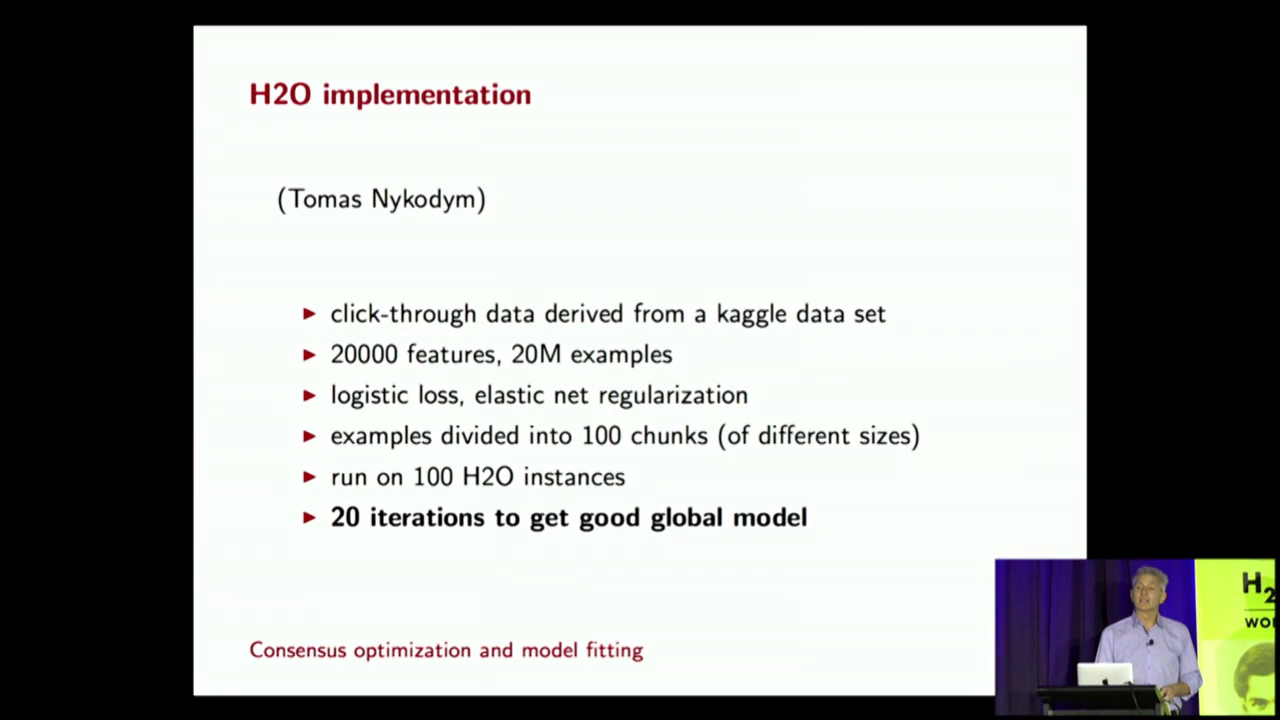 H2O implementation
(Tomas Nykodym)
▶ click-through data derived from a kaggle data set
▶ 20000 features, 20M examples
▶ logistic loss, elastic net regularization
▶ examples divided into 100 chunks (of different sizes)
▶ run on 100 H2O instances
▶ 20 iterations to get good global model
Consensus optimization and model fitting
H2